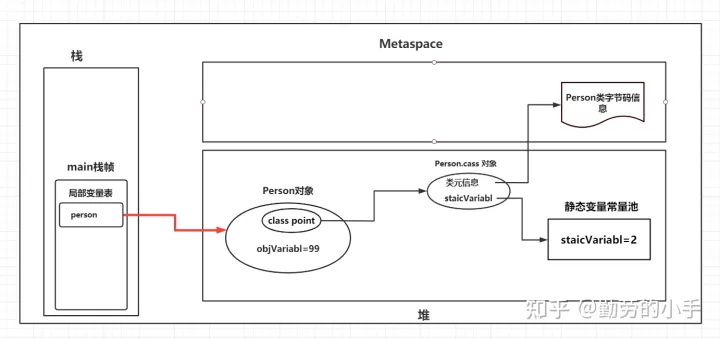 栈
Metaspace
Person类字节码信
息
main栈帧
局部变量表
person
Person对象
class point
objVariabl=99
Person.cass 对象
类元信息
staicVariabl
静态变量常量池
staicVariabl=2
堆
知乎 @勤劳的小手